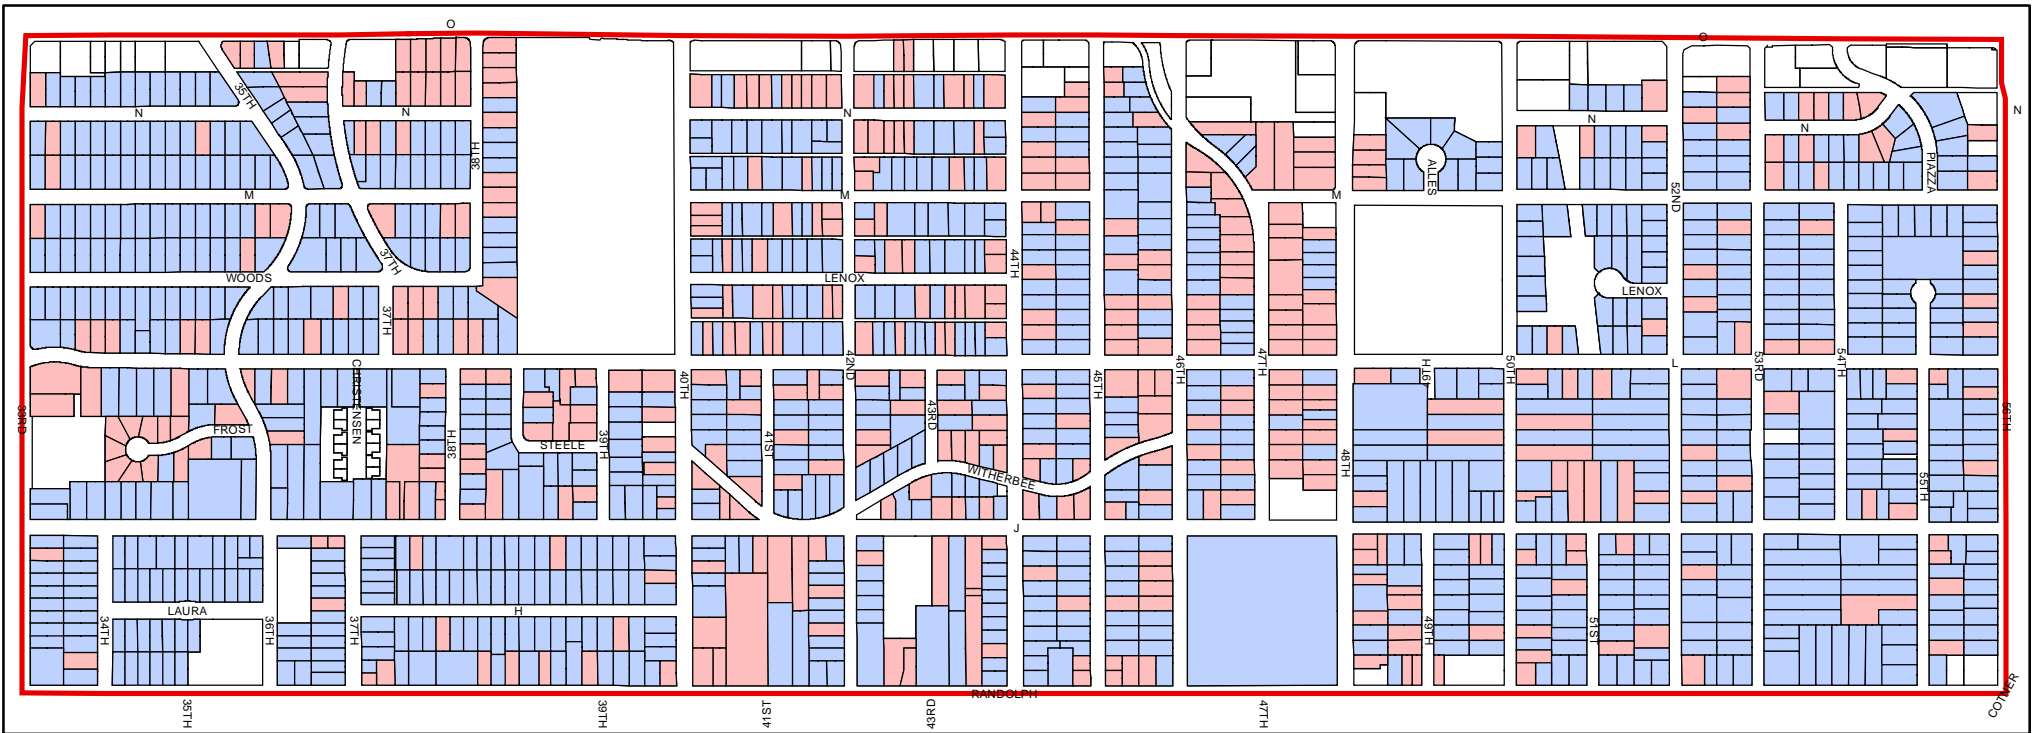 O
O
35TH
N
N
N
N
N
N
38TH
ALLES
PIAZZA
M
M
M
52ND
37TH
44TH
WOODS
LENOX
LENOX
37TH
42ND
46TH
47TH
49TH
50TH
L
53RD
54TH
CHRISTENSEN
40TH
45TH
33RD
FROST
38TH
STEELE
39TH
41ST
43RD
56TH
48TH
WITHERBEE
55TH
J
LAURA
H
34TH
36TH
37TH
49TH
51ST
RANDOLPH
COTNER
35TH
39TH
41ST
43RD
47TH